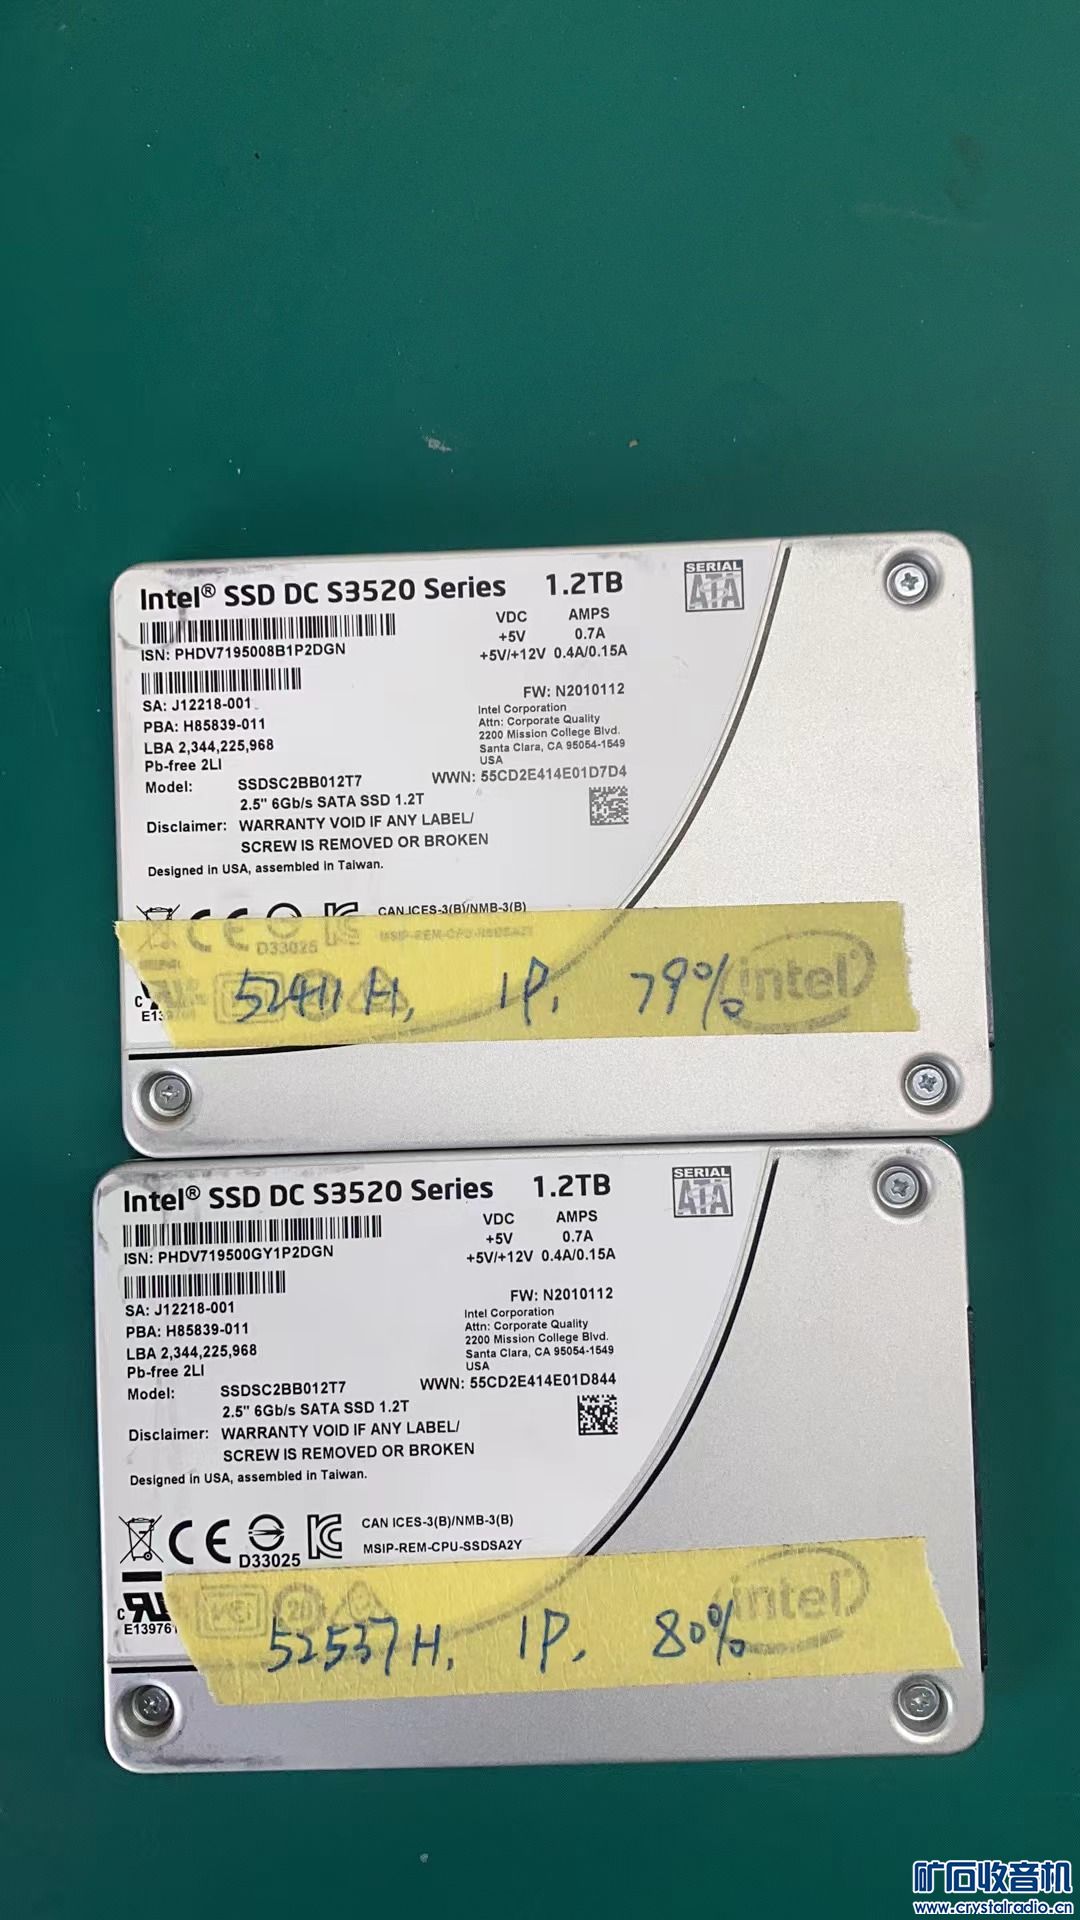 Intel® SSD DC S3520 Series 1.2TB
SERIAL
ATA
VDC AMPS
+5V 0.7A
+5V/+12V 0.4A/0.15A
ISN: PHDV7195008B1P2DGN
SA: J12218-001
PBA: H85839-011
LBA 2,344,225,968
Pb-free 2LI
FW: N2010112
Intel Corporation
Attn: Corporate Quality
2200 Mission College Blvd.
Santa Clara, CA 95054-1549
USA
WWN: 55CD2E414E01D7D4
Model: SSDSC2BB012T7
2.5" 6Gb/s SATA SSD 1.2T
Disclaimer: WARRANTY VOID IF ANY LABEL/
SCREW IS REMOVED OR BROKEN
Designed in USA, assembled in Taiwan.
CE D33025
CAN ICES-3(B)/NMB-3(B)
MSIP-REM-CPU-SSDSA2Y
52411H, 1P, 79%
intel
Intel® SSD DC S3520 Series 1.2TB
SERIAL
ATA
VDC AMPS
+5V 0.7A
+5V/+12V 0.4A/0.15A
ISN: PHDV719500GY1P2DGN
SA: J12218-001
PBA: H85839-011
LBA 2,344,225,968
Pb-free 2LI
FW: N2010112
Intel Corporation
Attn: Corporate Quality
2200 Mission College Blvd.
Santa Clara, CA 95054-1549
USA
WWN: 55CD2E414E01D844
Model: SSDSC2BB012T7
2.5" 6Gb/s SATA SSD 1.2T
Disclaimer: WARRANTY VOID IF ANY LABEL/
SCREW IS REMOVED OR BROKEN
Designed in USA, assembled in Taiwan.
CE D33025
CAN ICES-3(B)/NMB-3(B)
MSIP-REM-CPU-SSDSA2Y
E13976
52537H, 1P, 80%
intel
矿石收音机
www.crystalradio.cn